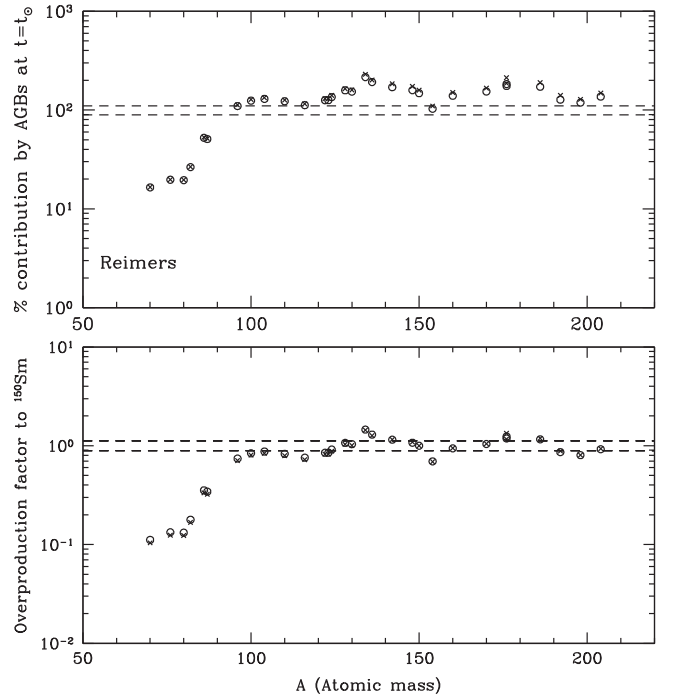 % contribution by AGBs at t=t☉
10³
10²
10¹
10⁰
Reimers
50 100 150 200
Overproduction factor to ¹⁵⁰Sm
10¹
10⁰
10⁻¹
10⁻²
50 100 150 200
A (Atomic mass)